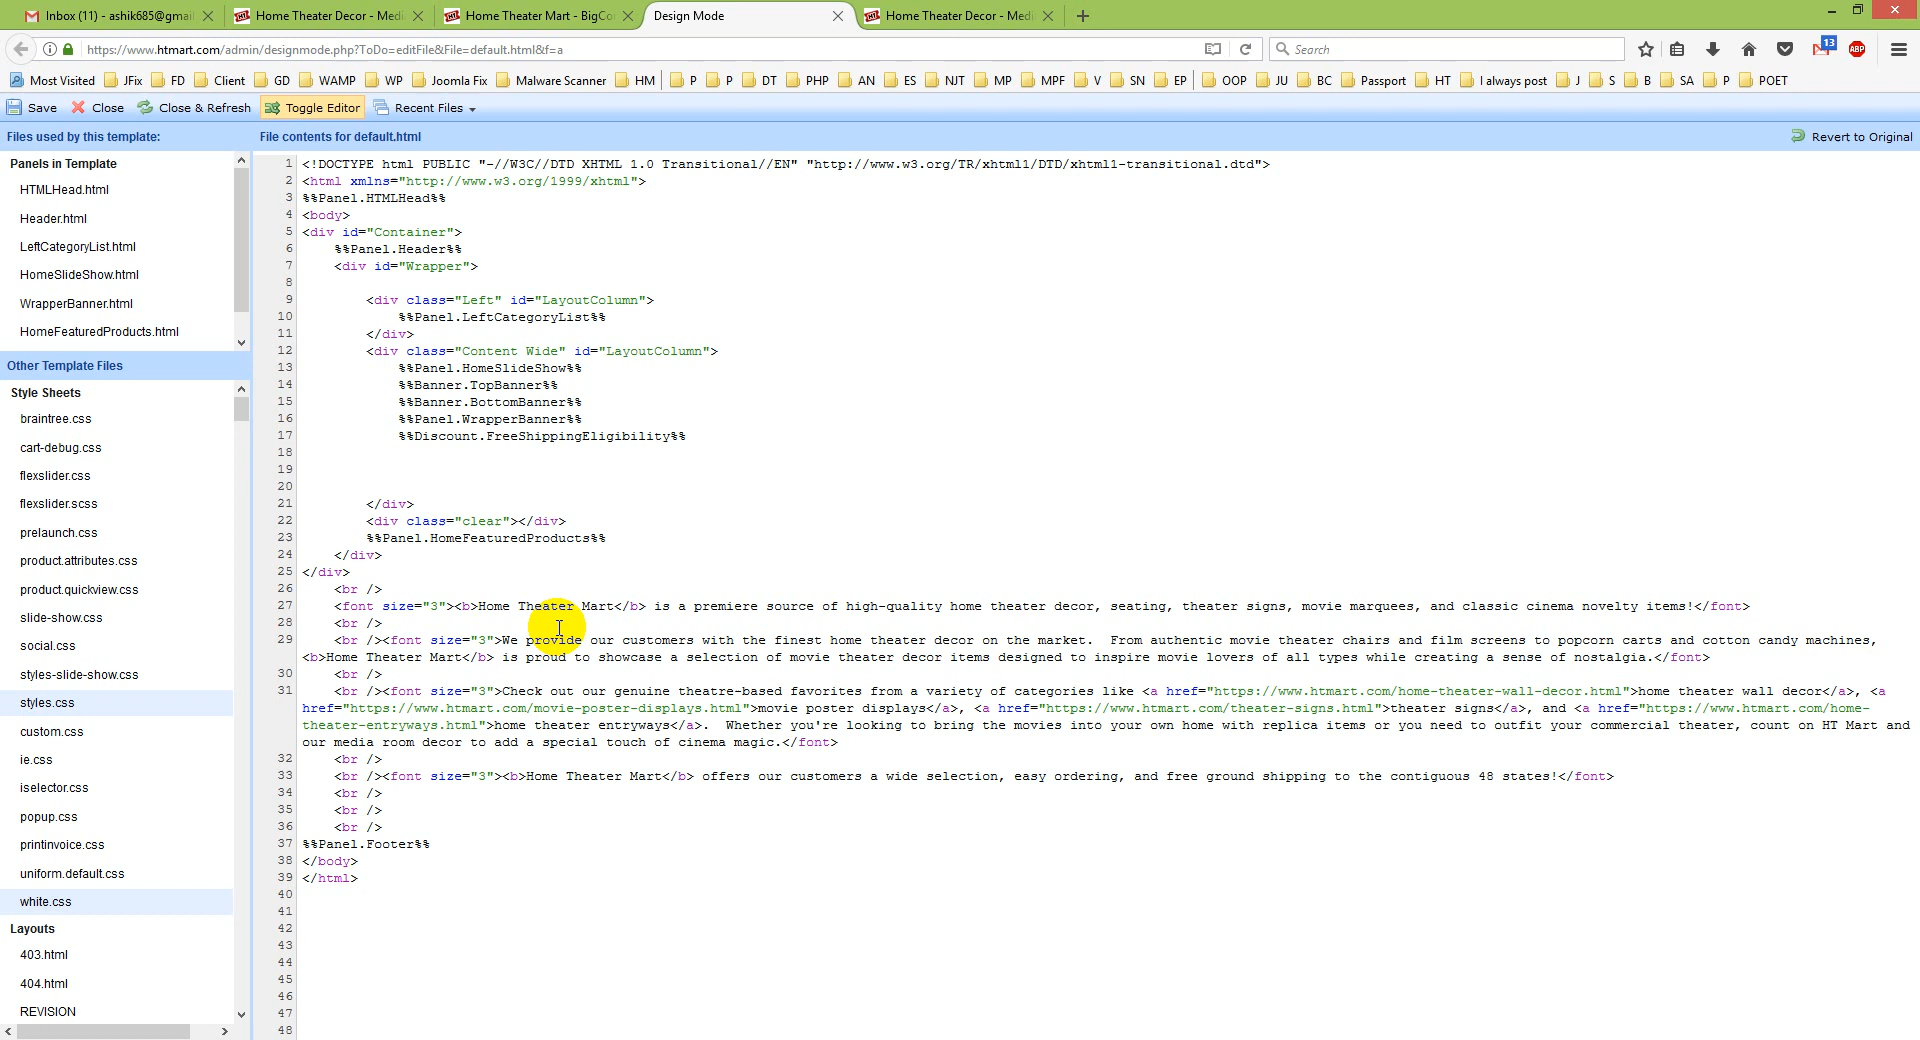 Inbox (11) - ashik685@gmai
Home Theater Decor - Medi
Home Theater Mart - BigCo
Design Mode
Home Theater Decor - Medi
https://www.htmart.com/admin/designmode.php?ToDo=editFile&File=default.html&f=a
Search
13
ABP
Most Visited JFix FD Client GD WAMP WP Joomla Fix Malware Scanner HM P P DT PHP AN ES NJT MP MPF V SN EP OOP JU BC Passport HT I always post J S B SA P POET
Save Close Close & Refresh Toggle Editor Recent Files
Files used by this template:
File contents for default.html
Revert to Original
Panels in Template
HTMLHead.html
Header.html
LeftCategoryList.html
HomeSlideShow.html
WrapperBanner.html
HomeFeaturedProducts.html
Other Template Files
Style Sheets
braintree.css
cart-debug.css
flexslider.css
flexslider.scss
prelaunch.css
product.attributes.css
product.quickview.css
slide-show.css
social.css
styles-slide-show.css
styles.css
custom.css
ie.css
iselector.css
popup.css
printinvoice.css
uniform.default.css
white.css
Layouts
403.html
404.html
REVISION
1 <!DOCTYPE html PUBLIC "-//W3C//DTD XHTML 1.0 Transitional//EN" "http://www.w3.org/TR/xhtml1/DTD/xhtml1-transitional.dtd">
2 <html xmlns="http://www.w3.org/1999/xhtml">
3 %%Panel.HTMLHead%%
4 <body>
5 <div id="Container">
6 %%Panel.Header%%
7 <div id="Wrapper">
8
9 <div class="Left" id="LayoutColumn">
10 %%Panel.LeftCategoryList%%
11 </div>
12 <div class="Content Wide" id="LayoutColumn">
13 %%Panel.HomeSlideShow%%
14 %%Banner.TopBanner%%
15 %%Banner.BottomBanner%%
16 %%Panel.WrapperBanner%%
17 %%Discount.FreeShippingEligibility%%
18
19
20
21 </div>
22 <div class="clear"></div>
23 %%Panel.HomeFeaturedProducts%%
24 </div>
25 </div>
26 <br />
27 <font size="3"><b>Home Theater Mart</b> is a premiere source of high-quality home theater decor, seating, theater signs, movie marquees, and classic cinema novelty items!</font>
28 <br />
29 <br /><font size="3">We provide our customers with the finest home theater decor on the market. From authentic movie theater chairs and film screens to popcorn carts and cotton candy machines,
<b>Home Theater Mart</b> is proud to showcase a selection of movie theater decor items designed to inspire movie lovers of all types while creating a sense of nostalgia.</font>
30 <br />
31 <br /><font size="3">Check out our genuine theatre-based favorites from a variety of categories like <a href="https://www.htmart.com/home-theater-wall-decor.html">home theater wall decor</a>, <a
href="https://www.htmart.com/movie-poster-displays.html">movie poster displays</a>, <a href="https://www.htmart.com/theater-signs.html">theater signs</a>, and <a href="https://www.htmart.com/home-
theater-entryways.html">home theater entryways</a>. Whether you're looking to bring the movies into your own home with replica items or you need to outfit your commercial theater, count on HT Mart and
our media room decor to add a special touch of cinema magic.</font>
32 <br />
33 <br /><font size="3"><b>Home Theater Mart</b> offers our customers a wide selection, easy ordering, and free ground shipping to the contiguous 48 states!</font>
34 <br />
35 <br />
36 <br />
37 %%Panel.Footer%%
38 </body>
39 </html>
40
41
42
43
44
45
46
47
48